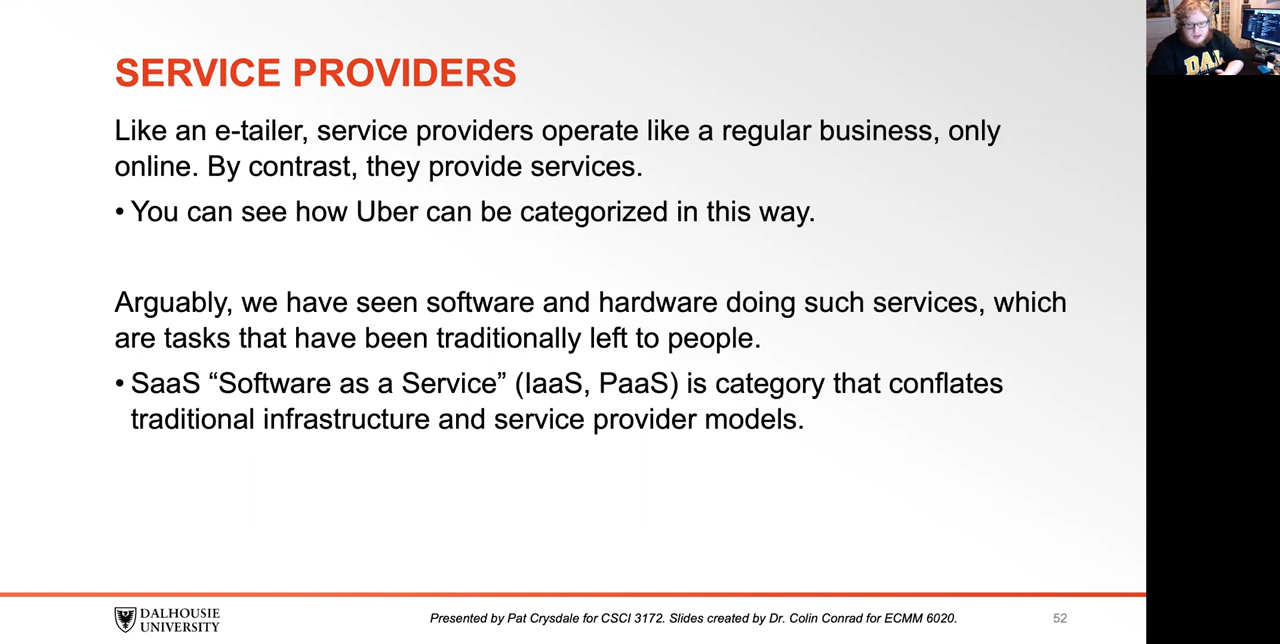 SERVICE PROVIDERS
Like an e-tailer, service providers operate like a regular business, only
online. By contrast, they provide services.
• You can see how Uber can be categorized in this way.
Arguably, we have seen software and hardware doing such services, which
are tasks that have been traditionally left to people.
• SaaS “Software as a Service” (IaaS, PaaS) is category that conflates
traditional infrastructure and service provider models.
DALHOUSIE
UNIVERSITY
Presented by Pat Crysdale for CSCI 3172. Slides created by Dr. Colin Conrad for ECMM 6020.
52
DAL